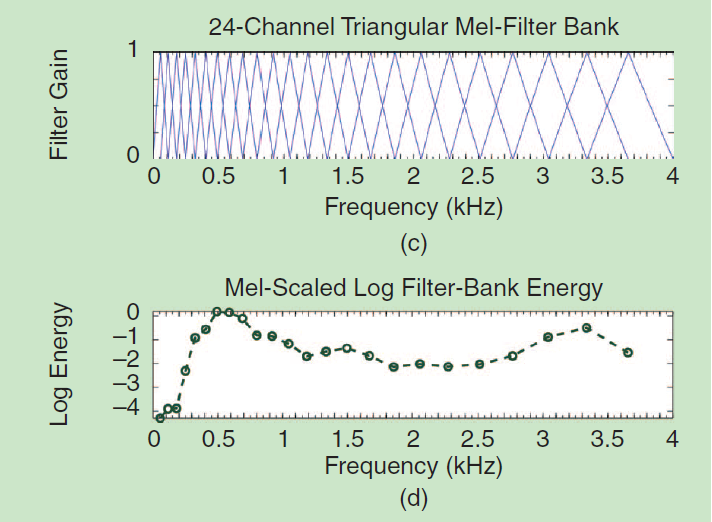 24-Channel Triangular Mel-Filter Bank
Filter Gain
1
0
0 0.5 1 1.5 2 2.5 3 3.5 4
Frequency (kHz)
(c)
Mel-Scaled Log Filter-Bank Energy
Log Energy
0
−1
−2
−3
−4
0 0.5 1 1.5 2 2.5 3 3.5 4
Frequency (kHz)
(d)